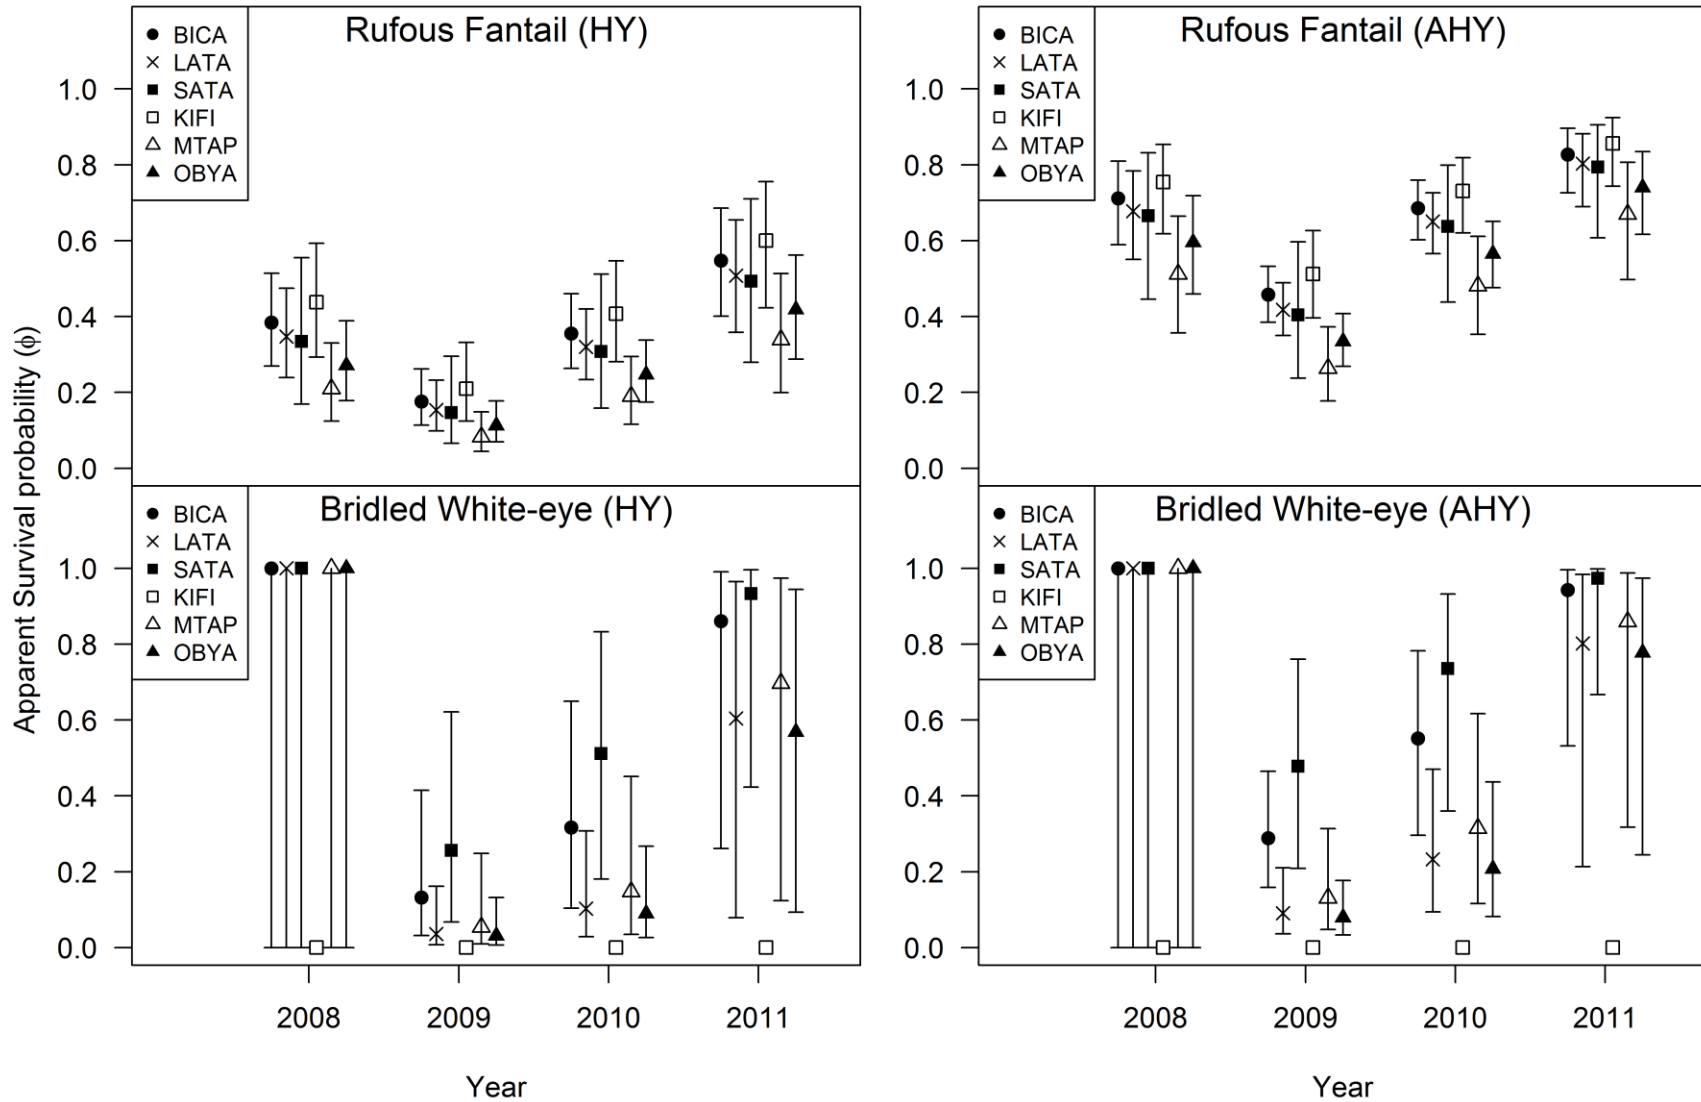 Rufous Fantail (HY)
BICA
LATA
SATA
KIFI
MTAP
OBYA
1.0
0.8
0.6
0.4
0.2
0.0
Rufous Fantail (AHY)
BICA
LATA
SATA
KIFI
MTAP
OBYA
1.0
0.8
0.6
0.4
0.2
0.0
Apparent Survival probability (ϕ)
Bridled White-eye (HY)
BICA
LATA
SATA
KIFI
MTAP
OBYA
1.0
0.8
0.6
0.4
0.2
0.0
2008 2009 2010 2011
Year
Bridled White-eye (AHY)
BICA
LATA
SATA
KIFI
MTAP
OBYA
1.0
0.8
0.6
0.4
0.2
0.0
2008 2009 2010 2011
Year